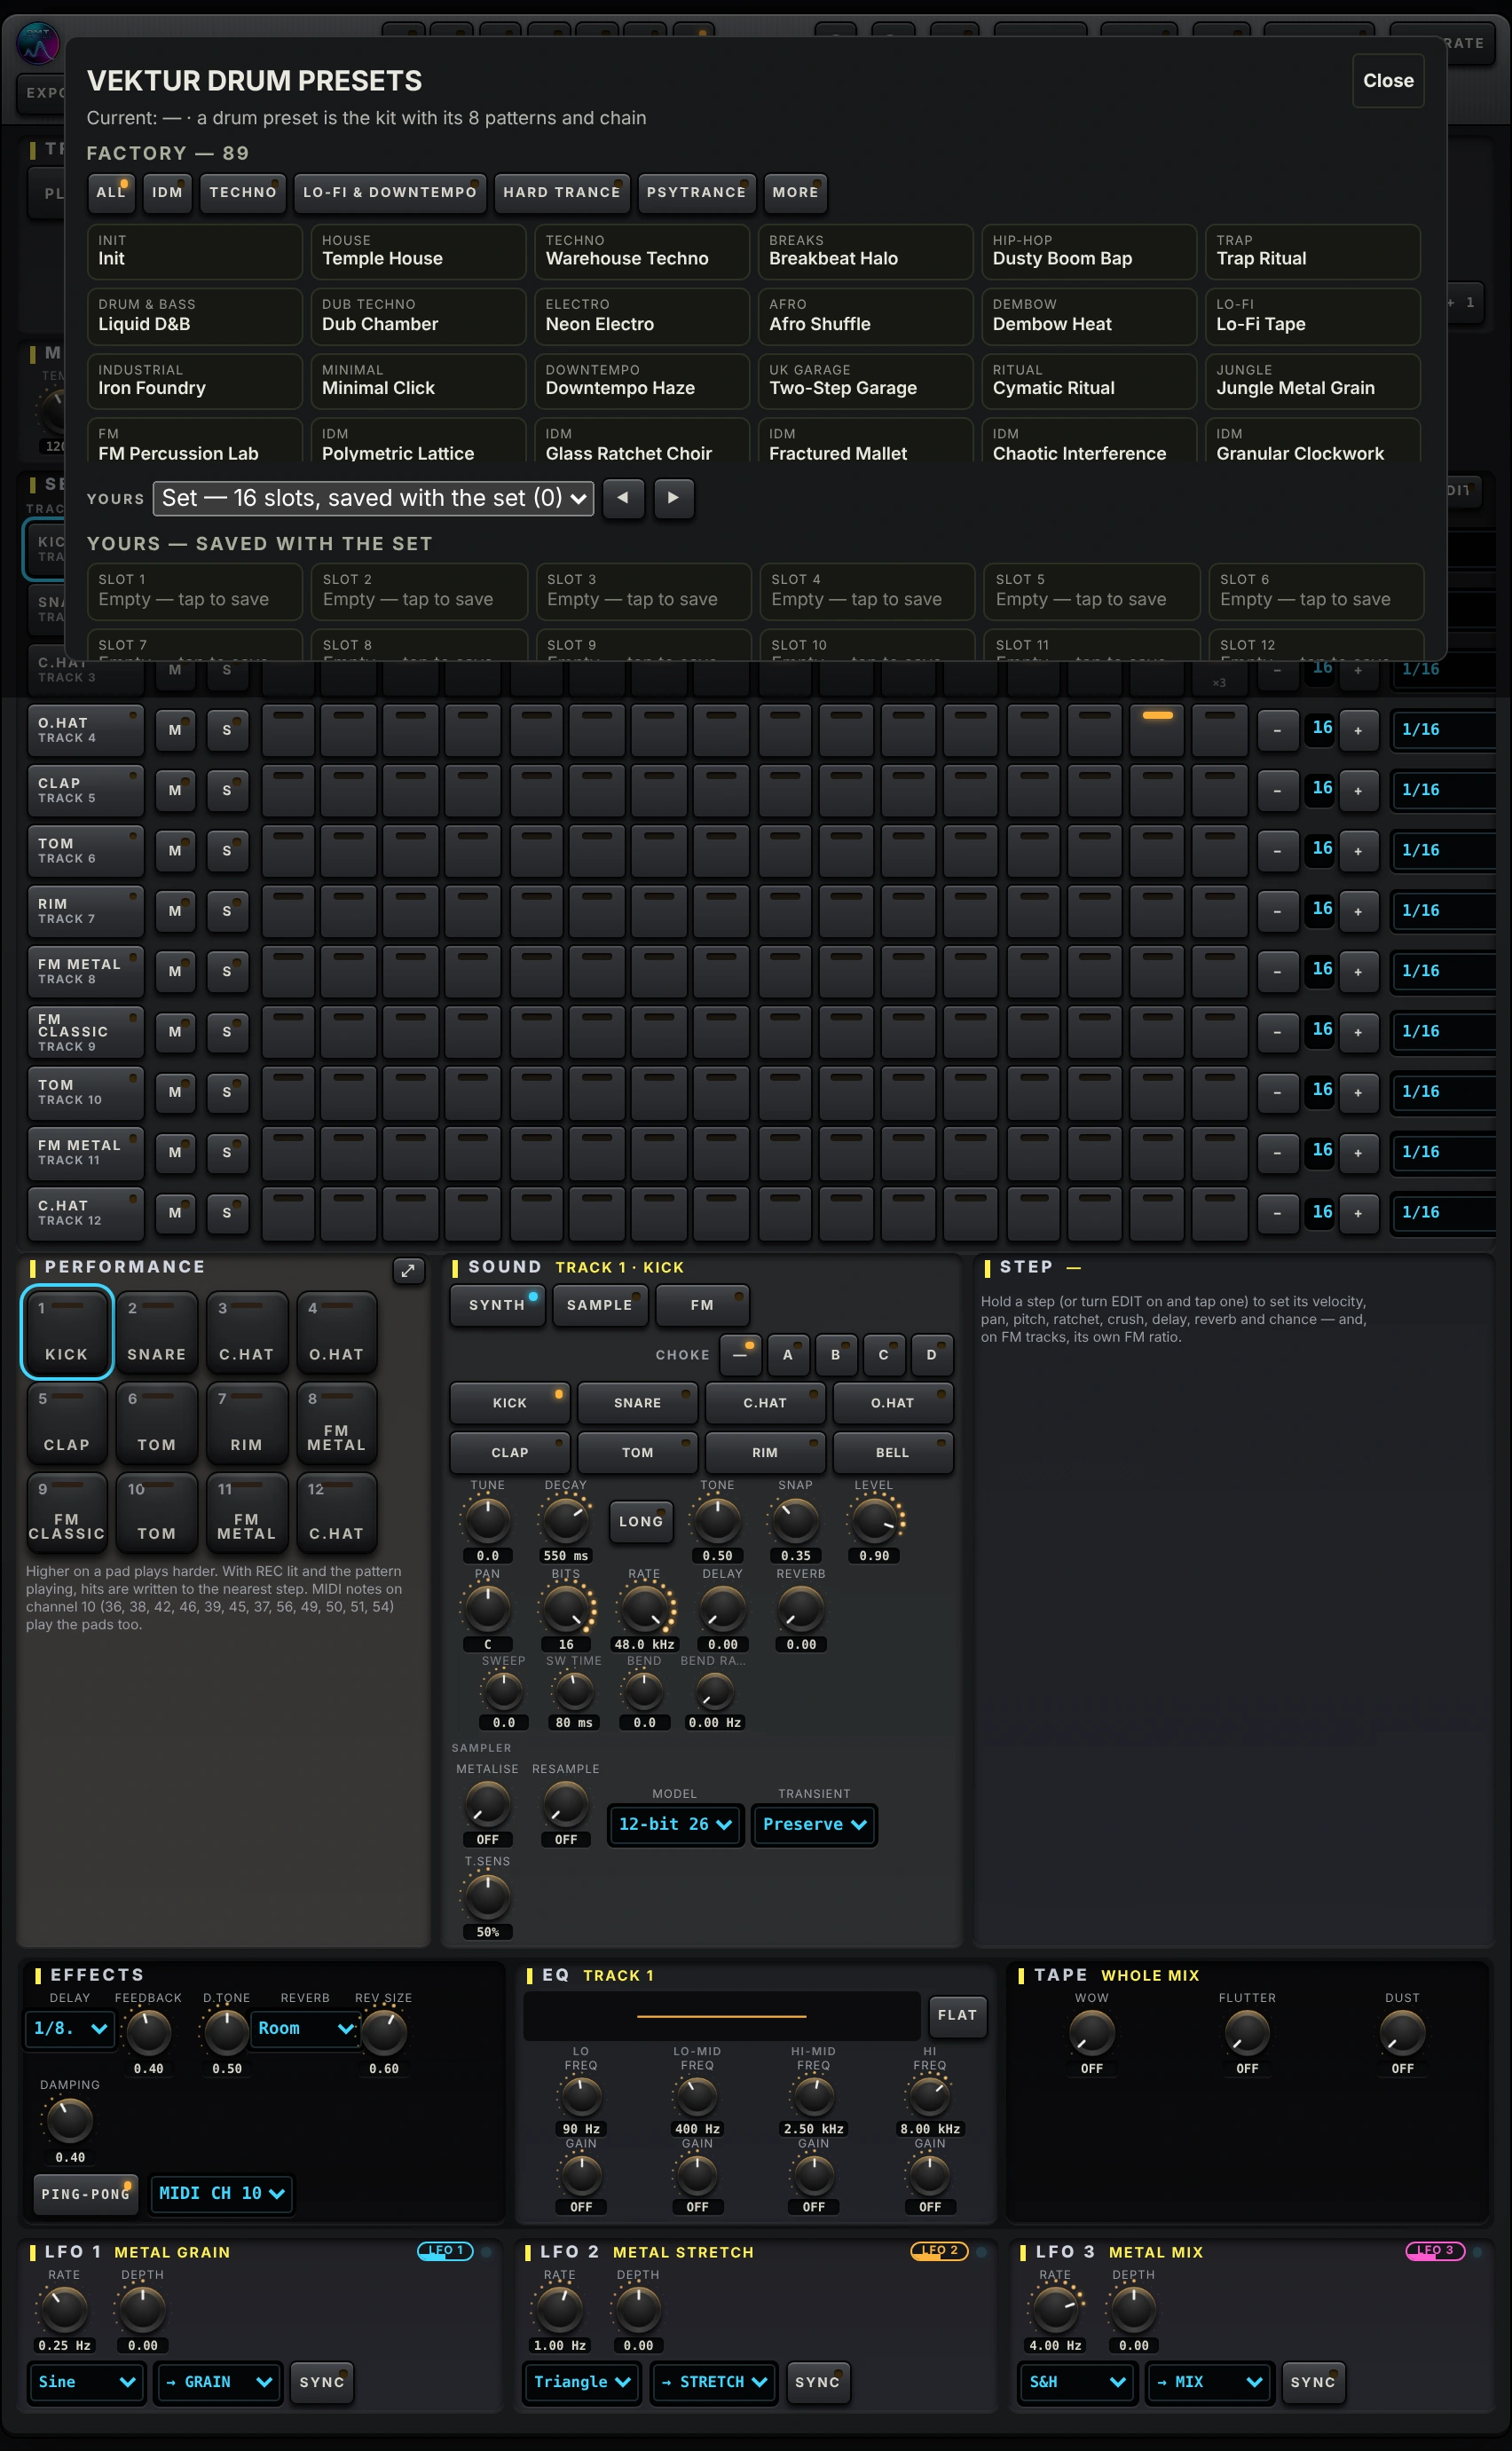 RATE
EXPO
VEKTUR DRUM PRESETS
Close
Current: — · a drum preset is the kit with its 8 patterns and chain
FACTORY — 89
ALL IDM TECHNO LO-FI & DOWNTEMPO HARD TRANCE PSYTRANCE MORE
INIT HOUSE TECHNO BREAKS HIP-HOP TRAP
Init Temple House Warehouse Techno Breakbeat Halo Dusty Boom Bap Trap Ritual
DRUM & BASS DUB TECHNO ELECTRO AFRO DEMBOW LO-FI
Liquid D&B Dub Chamber Neon Electro Afro Shuffle Dembow Heat Lo-Fi Tape
+ 1
INDUSTRIAL MINIMAL DOWNTEMPO UK GARAGE RITUAL JUNGLE
Iron Foundry Minimal Click Downtempo Haze Two-Step Garage Cymatic Ritual Jungle Metal Grain
FM IDM IDM IDM IDM IDM
FM Percussion Lab Polymetric Lattice Glass Ratchet Choir Fractured Mallet Chaotic Interference Granular Clockwork
YOURS Set — 16 slots, saved with the set (0) ◀ ▶
YOURS — SAVED WITH THE SET
SLOT 1 SLOT 2 SLOT 3 SLOT 4 SLOT 5 SLOT 6
Empty — tap to save Empty — tap to save Empty — tap to save Empty — tap to save Empty — tap to save Empty — tap to save
SLOT 7 SLOT 8 SLOT 9 SLOT 10 SLOT 11 SLOT 12
C.HAT M S − 16 + 1/16
TRACK 3 ×3
O.HAT M S − 16 + 1/16
TRACK 4
CLAP M S − 16 + 1/16
TRACK 5
TOM M S − 16 + 1/16
TRACK 6
RIM M S − 16 + 1/16
TRACK 7
FM METAL M S − 16 + 1/16
TRACK 8
FM CLASSIC M S − 16 + 1/16
TRACK 9
TOM M S − 16 + 1/16
TRACK 10
FM METAL M S − 16 + 1/16
TRACK 11
C.HAT M S − 16 + 1/16
TRACK 12
PERFORMANCE
1 2 3 4
KICK SNARE C.HAT O.HAT
5 6 7 8
CLAP TOM RIM FM METAL
9 10 11 12
FM CLASSIC TOM FM METAL C.HAT
Higher on a pad plays harder. With REC lit and the pattern
playing, hits are written to the nearest step. MIDI notes on
channel 10 (36, 38, 42, 46, 39, 45, 37, 56, 49, 50, 51, 54)
play the pads too.
SOUND TRACK 1 · KICK
SYNTH SAMPLE FM
CHOKE — A B C D
KICK SNARE C.HAT O.HAT
CLAP TOM RIM BELL
TUNE DECAY TONE SNAP LEVEL
LONG
0.0 550 ms 0.50 0.35 0.90
PAN BITS RATE DELAY REVERB
C 16 48.0 kHz 0.00 0.00
SWEEP SW TIME BEND BEND RA…
0.0 80 ms 0.0 0.00 Hz
SAMPLER
METALISE RESAMPLE MODEL TRANSIENT
12-bit 26 Preserve
OFF OFF
T.SENS
50%
STEP —
Hold a step (or turn EDIT on and tap one) to set its velocity,
pan, pitch, ratchet, crush, delay, reverb and chance — and,
on FM tracks, its own FM ratio.
EFFECTS
DELAY FEEDBACK D.TONE REVERB REV SIZE
1/8. Room
0.40 0.50 0.60
DAMPING
0.40
PING-PONG MIDI CH 10
EQ TRACK 1
FLAT
LO FREQ LO-MID FREQ HI-MID FREQ HI FREQ
90 Hz 400 Hz 2.50 kHz 8.00 kHz
GAIN GAIN GAIN GAIN
OFF OFF OFF OFF
TAPE WHOLE MIX
WOW FLUTTER DUST
OFF OFF OFF
LFO 1 METAL GRAIN LFO 1
RATE DEPTH
0.25 Hz 0.00
Sine → GRAIN SYNC
LFO 2 METAL STRETCH LFO 2
RATE DEPTH
1.00 Hz 0.00
Triangle → STRETCH SYNC
LFO 3 METAL MIX LFO 3
RATE DEPTH
4.00 Hz 0.00
S&H → MIX SYNC